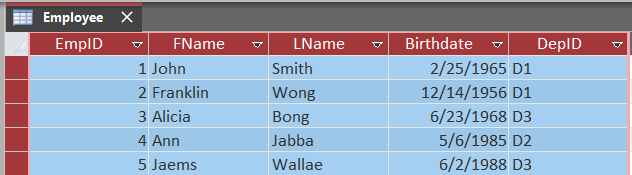 Employee
EmpID FName LName Birthdate DepID
1 John Smith 2/25/1965 D1
2 Franklin Wong 12/14/1956 D1
3 Alicia Bong 6/23/1968 D3
4 Ann Jabba 5/6/1985 D2
5 Jaems Wallae 6/2/1988 D3